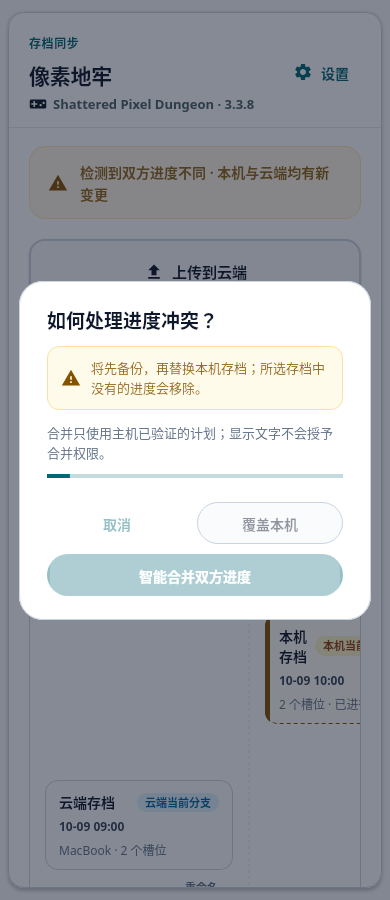 存档同步
像素地牢
设置
Shattered Pixel Dungeon · 3.3.8
检测到双方进度不同 · 本机与云端均有新
变更
上传到云端
如何处理进度冲突？
将先备份，再替换本机存档；所选存档中
没有的进度会移除。
合并只使用主机已验证的计划；显示文字不会授予
合并权限。
取消
覆盖本机
智能合并双方进度
本机
存档
本机当前
10-09 10:00
2 个槽位 · 已进
云端存档
云端当前分支
10-09 09:00
MacBook · 2 个槽位